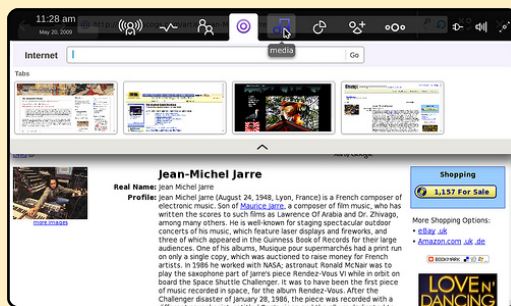 11:28 am
May 20, 2009
media
Internet
Go
Tabs
Jean-Michel Jarre
Real Name: Jean Michel Jarre
Profile: Jean Michel Jarre (August 24, 1948, Lyon, France) is a French composer of
electronic music. Son of Maurice Jarre, a composer of film music, who has
written the scores to such films as Lawrence Of Arabia and Dr. Zhivago,
among many others. He is well-known for staging spectacular outdoor
concerts of his music, which feature laser displays and fireworks, and
three of which appeared in the Guinness Book of Records for their large
audiences. One of his albums, Musique pour supermarchés had a print run
on only a single copy, which was auctioned to raise money for French
artists. In 1986 he worked with NASA; astronaut Ronald McNair was to
play the saxophone part of Jarre's piece Rendez-Vous VI while in orbit on
board the Space Shuttle Challenger. It was to have been the first piece
of music recorded in space, for the album Rendez-Vous. After the
Challenger disaster of January 28, 1986, the piece was recorded with a
more images
Shopping
1,157 For Sale
More Shopping Options:
• eBay .uk
• Amazon.com .uk .de
BOOKMARK
LOVE N'
DANCING